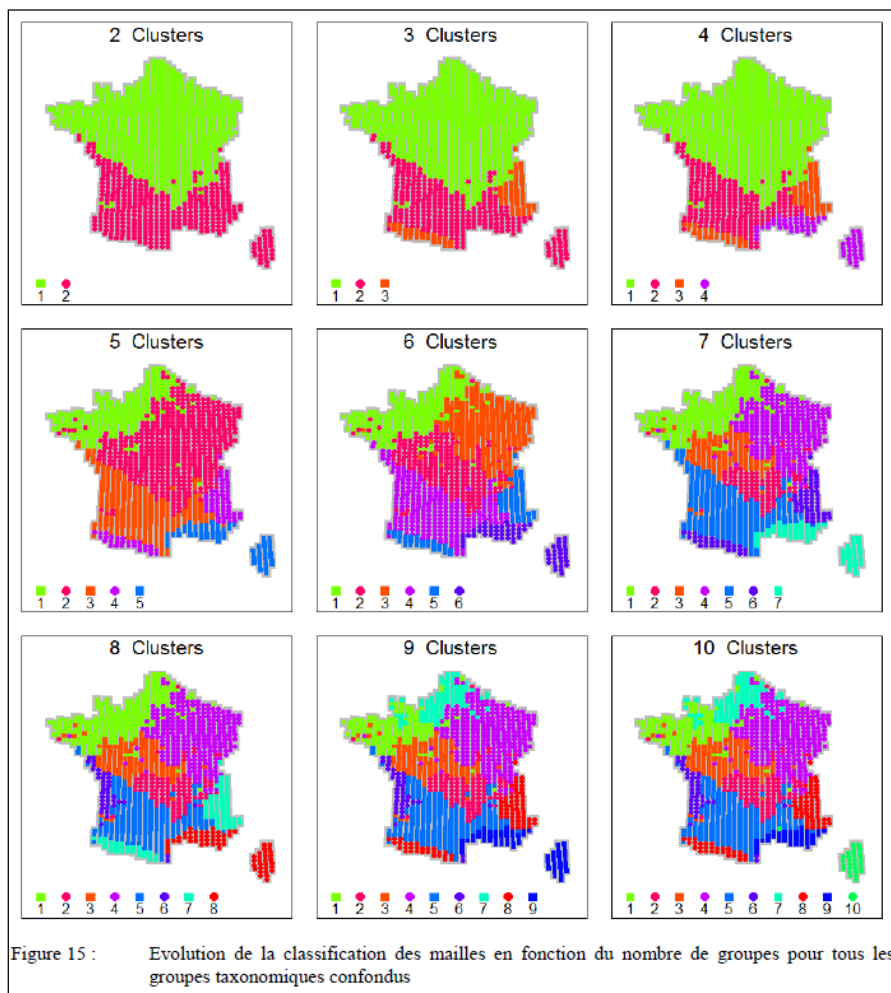 2 Clusters
3 Clusters
4 Clusters
1 2
1 2 3
1 2 3 4
5 Clusters
6 Clusters
7 Clusters
1 2 3 4 5
1 2 3 4 5 6
1 2 3 4 5 6 7
8 Clusters
9 Clusters
10 Clusters
1 2 3 4 5 6 7 8
1 2 3 4 5 6 7 8 9
1 2 3 4 5 6 7 8 9 10
Figure 15 : Evolution de la classification des mailles en fonction du nombre de groupes pour tous les
groupes taxonomiques confondus